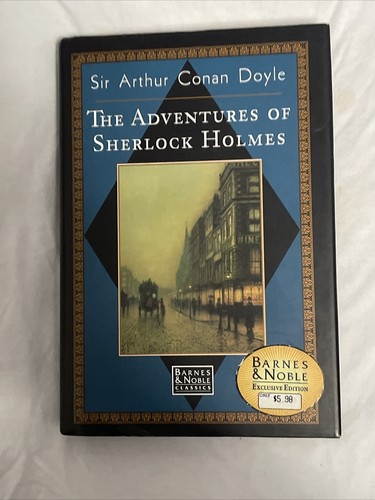 Sir Arthur Conan Doyle
THE ADVENTURES OF
SHERLOCK HOLMES
BARNES
& NOBLE
CLASSICS
BARNES
& NOBLE
EXCLUSIVE EDITION
$5.98